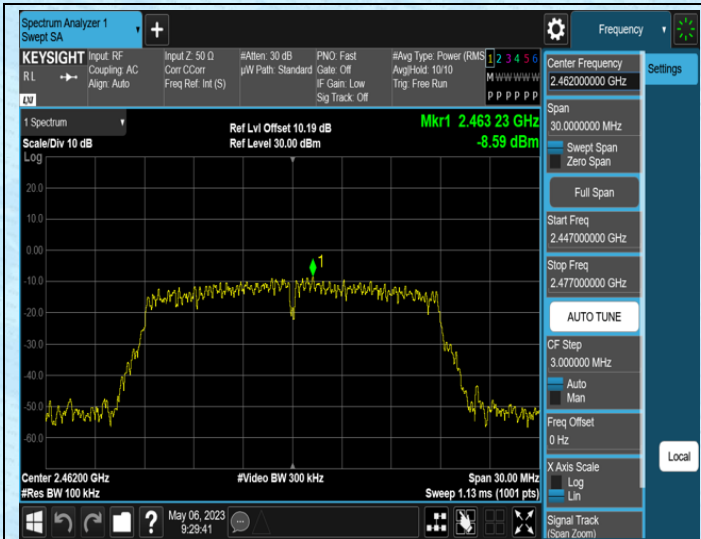 Spectrum Analyzer 1
Swept SA
Frequency
KEYSIGHT
R L
LXI
Input: RF
Coupling: AC
Align: Auto
Input Z: 50 Ω
Corr CCorr
Freq Ref: Int (S)
#Atten: 30 dB
µW Path: Standard
PNO: Fast
Gate: Off
IF Gain: Low
Sig Track: Off
#Avg Type: Power (RMS
Avg|Hold: 10/10
Trig: Free Run
1 2 3 4 5 6
M W W W W W
P P P P P P
Center Frequency
2.462000000 GHz
Settings
Span
30.0000000 MHz
Swept Span
Zero Span
Full Span
Start Freq
2.447000000 GHz
Stop Freq
2.477000000 GHz
AUTO TUNE
CF Step
3.000000 MHz
Auto
Man
Freq Offset
0 Hz
X Axis Scale
Log
Lin
Signal Track
(Span Zoom)
Local
1 Spectrum
Scale/Div 10 dB
Log
Ref Lvl Offset 10.19 dB
Ref Level 30.00 dBm
Mkr1 2.463 23 GHz
-8.59 dBm
20.0
10.0
0.00
-10.0
-20.0
-30.0
-40.0
-50.0
-60.0
1
Center 2.46200 GHz
#Res BW 100 kHz
#Video BW 300 kHz
Span 30.00 MHz
Sweep 1.13 ms (1001 pts)
?
May 06, 2023
9:29:41